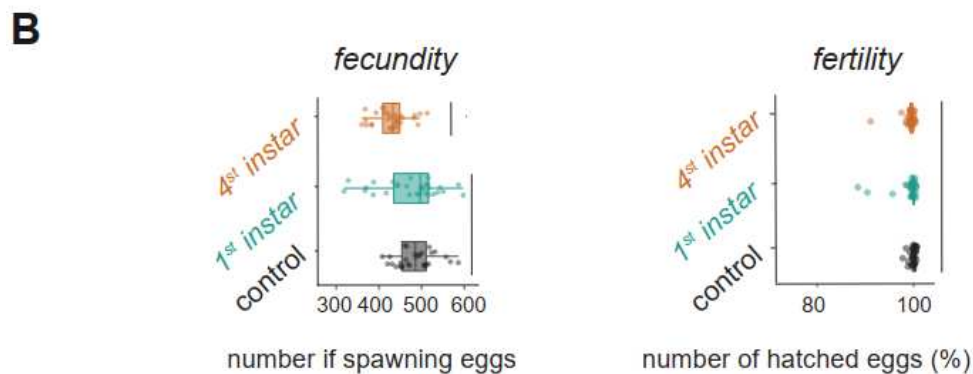 B
fecundity
fertility
4st instar
1st instar
control
300 400 500 600
number if spawning eggs
4st instar
1st instar
control
80 100
number of hatched eggs (%)